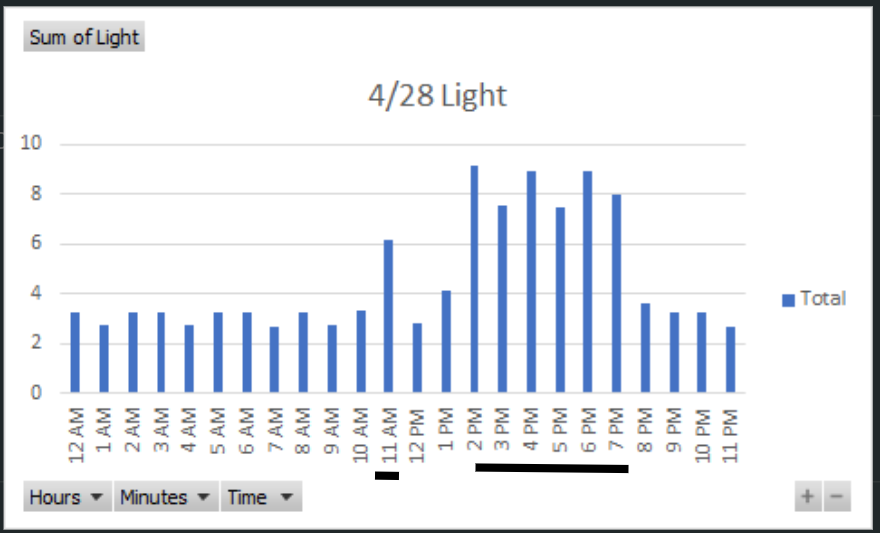 Sum of Light
4/28 Light
10
8
6
4
2
0
12 AM
1 AM
2 AM
3 AM
4 AM
5 AM
6 AM
7 AM
8 AM
9 AM
10 AM
11 AM
12 PM
1 PM
2 PM
3 PM
4 PM
5 PM
6 PM
7 PM
8 PM
9 PM
10 PM
11 PM
Total
Hours Minutes Time + −